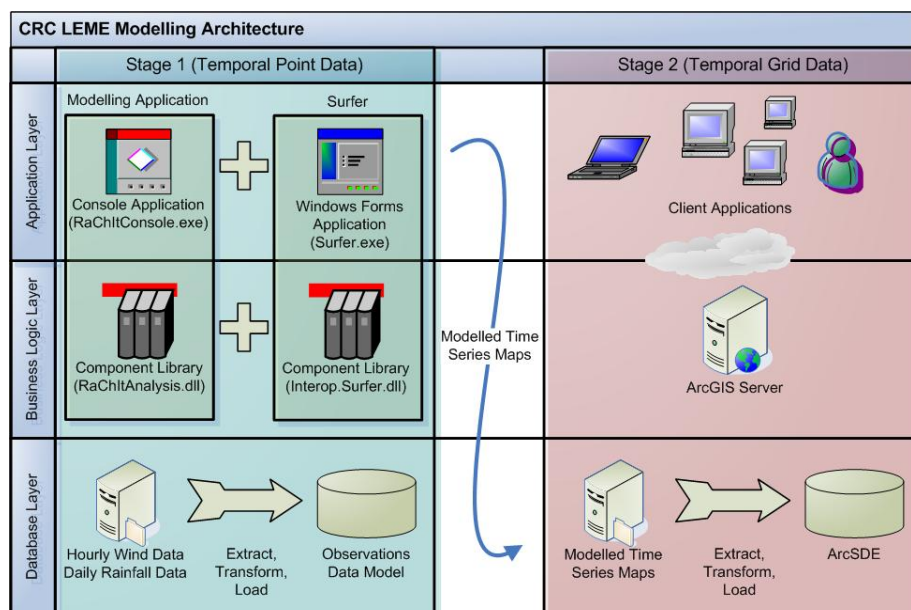 CRC LEME Modelling Architecture
Stage 1 (Temporal Point Data)
Stage 2 (Temporal Grid Data)
Application Layer
Modelling Application
Surfer
Console Application
(RaChItConsole.exe)
Windows Forms
Application
(Surfer.exe)
Client Applications
Business Logic Layer
Component Library
(RaChItAnalysis.dll)
Component Library
(Interop.Surfer.dll)
Modelled Time
Series Maps
ArcGIS Server
Database Layer
Hourly Wind Data
Daily Rainfall Data
Extract,
Transform,
Load
Observations
Data Model
Modelled Time
Series Maps
Extract,
Transform,
Load
ArcSDE